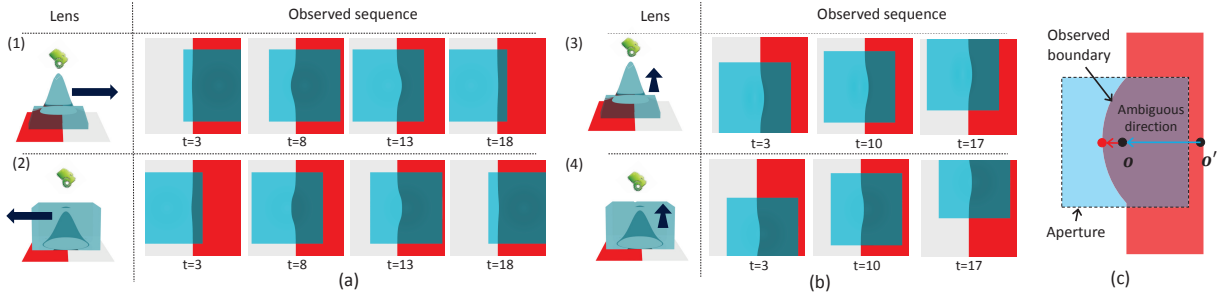 Lens Observed sequence
(1)
t=3 t=8 t=13 t=18
(2)
t=3 t=8 t=13 t=18
(a)
Lens Observed sequence
(3)
t=3 t=10 t=17
(4)
t=3 t=10 t=17
(b)
Observed
boundary
Ambiguous
direction
o o'
Aperture
(c)